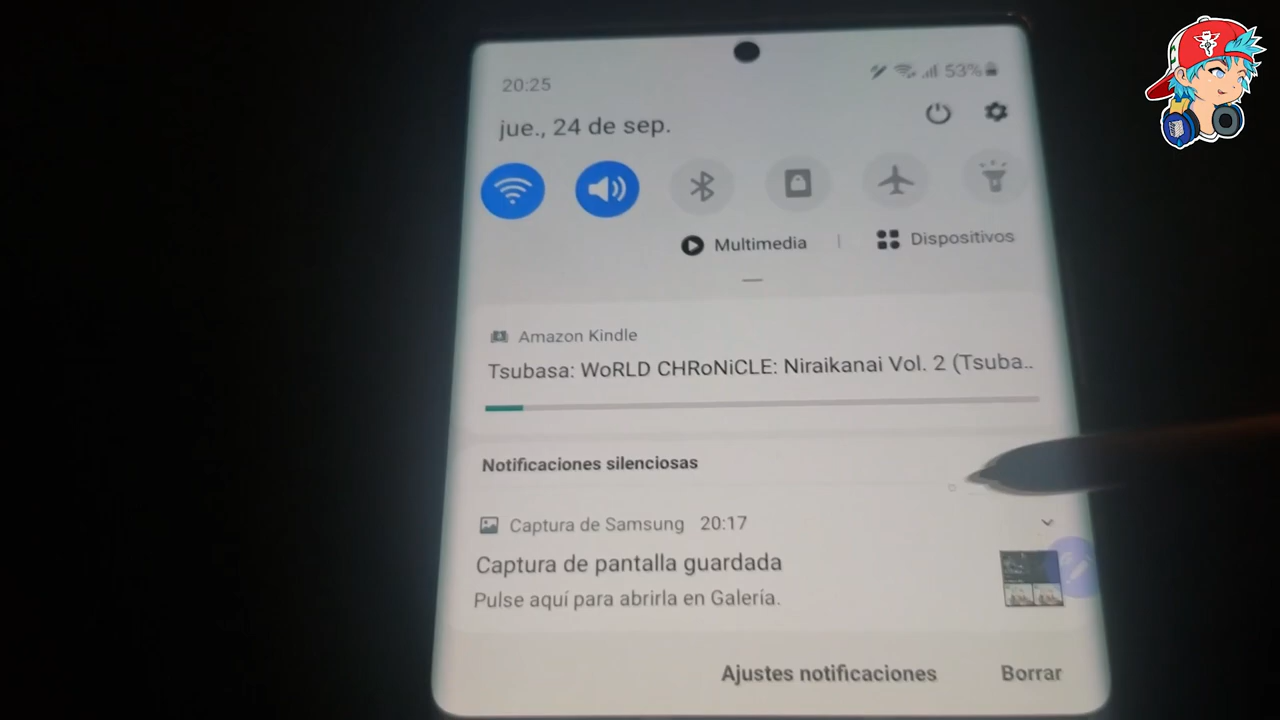 20:25
53%
jue., 24 de sep.
Multimedia
Dispositivos
Amazon Kindle
Tsubasa: WoRLD CHRoNiCLE: Niraikanai Vol. 2 (Tsuba..
Notificaciones silenciosas
Captura de Samsung 20:17
Captura de pantalla guardada
Pulse aquí para abrirla en Galería.
Ajustes notificaciones
Borrar